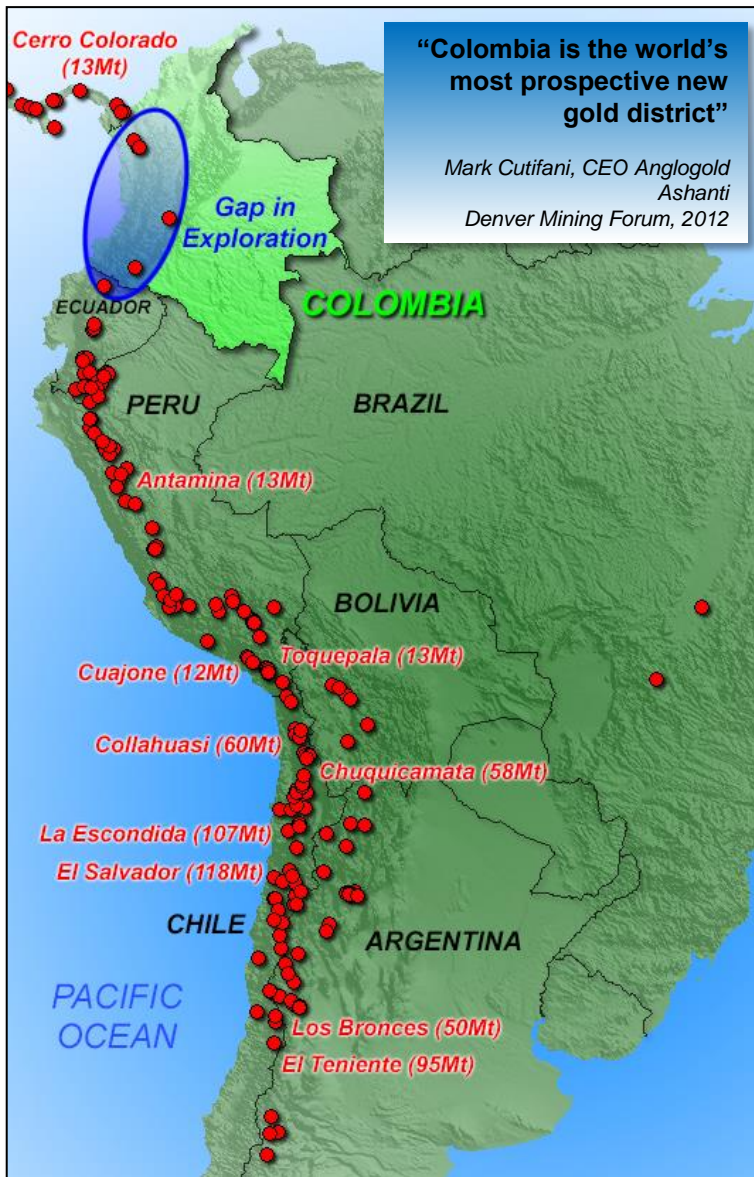 Cerro Colorado
(13Mt)
“Colombia is the world’s
most prospective new
gold district”
Mark Cutifani, CEO Anglogold
Ashanti
Denver Mining Forum, 2012
Gap in
Exploration
ECUADOR
COLOMBIA
PERU
BRAZIL
Antamina (13Mt)
BOLIVIA
Toquepala (13Mt)
Cuajone (12Mt)
Collahuasi (60Mt)
Chuquicamata (58Mt)
La Escondida (107Mt)
El Salvador (118Mt)
CHILE
ARGENTINA
PACIFIC
OCEAN
Los Bronces (50Mt)
El Teniente (95Mt)